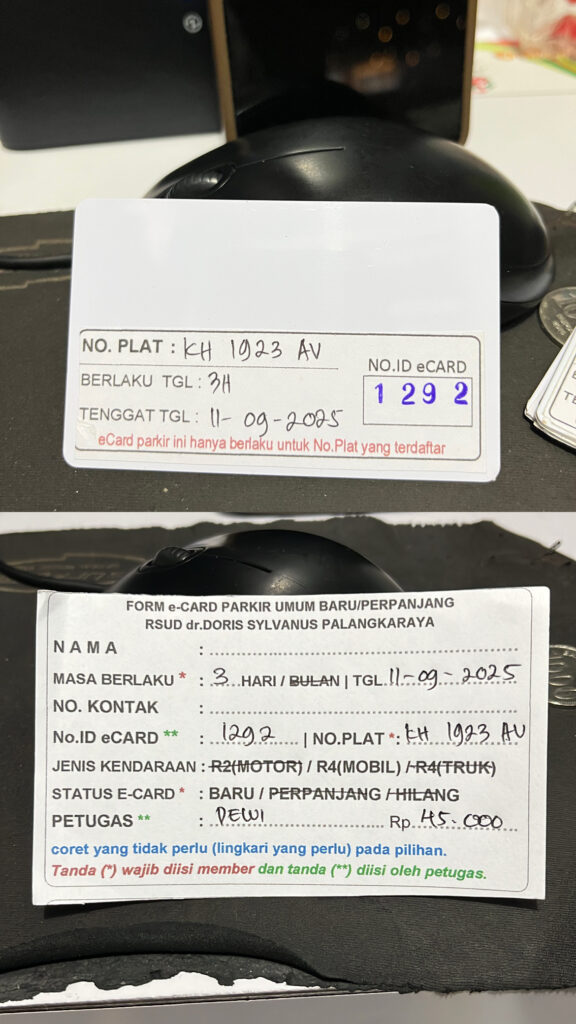 NO. PLAT : KH 1923 AV
BERLAKU TGL : 3H
TENGGAT TGL : 11-09-2025
NO.ID eCARD
1292
eCard parkir ini hanya berlaku untuk No.Plat yang terdaftar
FORM e-CARD PARKIR UMUM BARU/PERPANJANG
RSUD dr.DORIS SYLVANUS PALANGKARAYA
NAMA :
MASA BERLAKU * : 3 HARI / BULAN | TGL 11-09-2025
NO. KONTAK :
No.ID eCARD ** : 1292 | NO.PLAT *: KH 1923 AV
JENIS KENDARAAN : R2(MOTOR) / R4(MOBIL) / R4(TRUK)
STATUS E-CARD * : BARU / PERPANJANG / HILANG
PETUGAS ** : DEWI Rp. 45.000
coret yang tidak perlu (lingkari yang perlu) pada pilihan.
Tanda (*) wajib diisi member dan tanda (**) diisi oleh petugas.